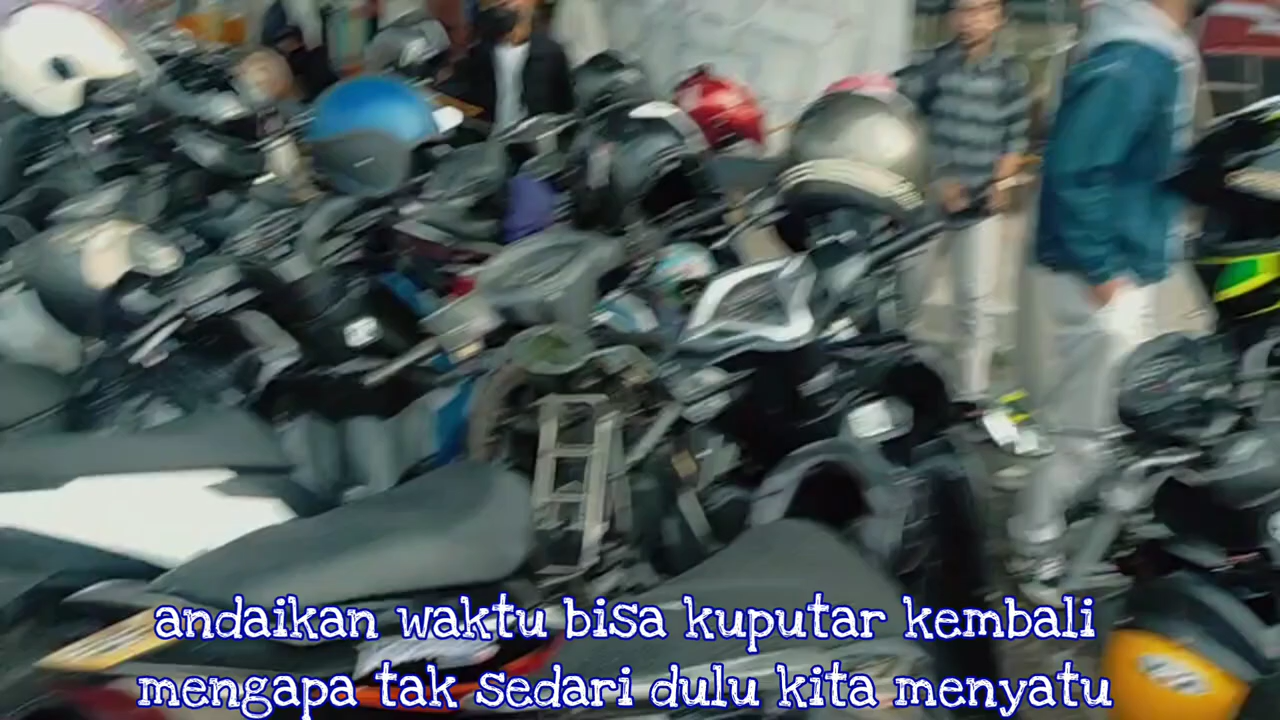 andaikan waktu bisa kuputar kembali
mengapa tak sedari dulu kita menyatu